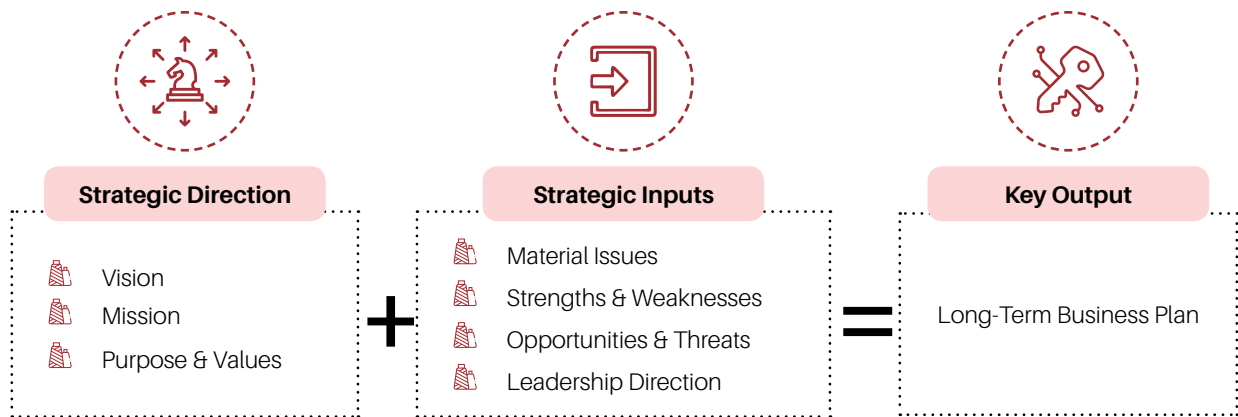 Strategic Direction
Vision
Mission
Purpose & Values
+
Strategic Inputs
Material Issues
Strengths & Weaknesses
Opportunities & Threats
Leadership Direction
=
Key Output
Long-Term Business Plan